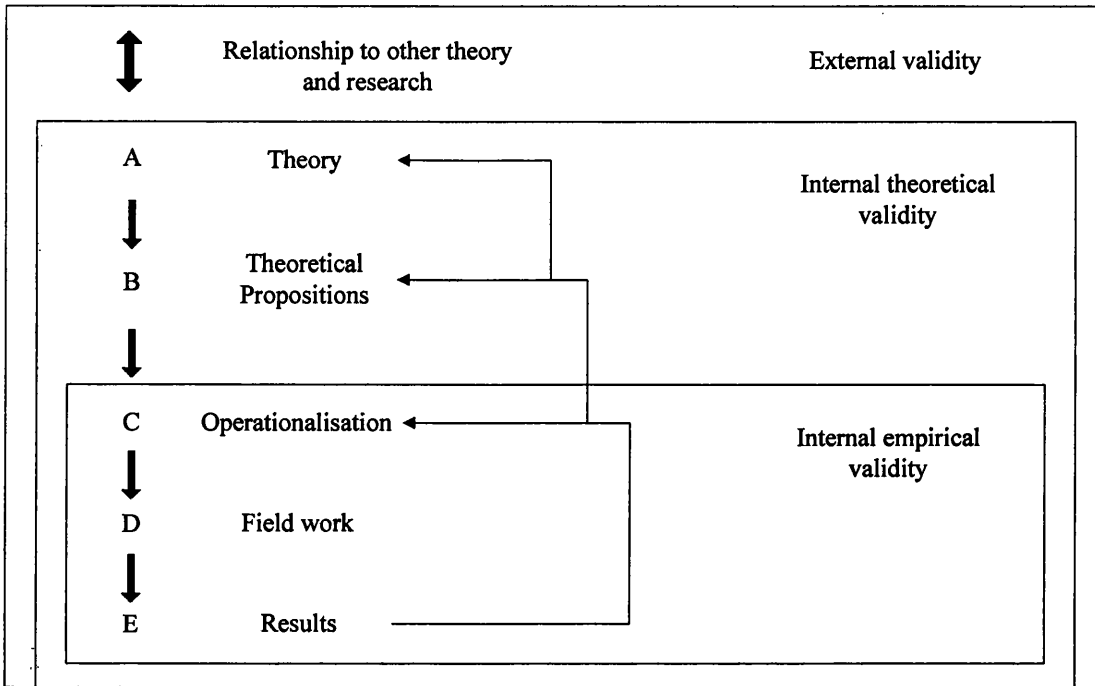 Relationship to other theory
and research
External validity
A
Theory
Internal theoretical
validity
B
Theoretical
Propositions
C
Operationalisation
Internal empirical
validity
D
Field work
E
Results